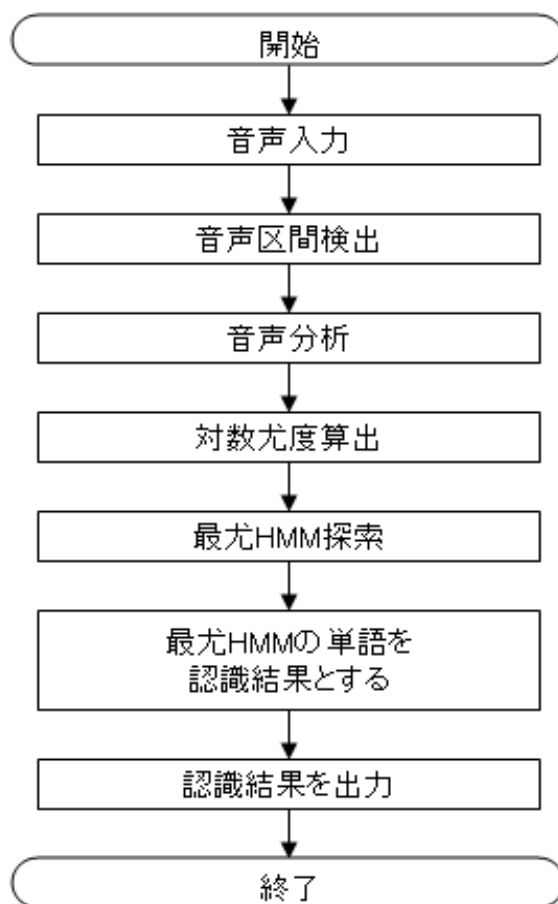 開始
音声入力
音声区間検出
音声分析
対数尤度算出
最尤HMM探索
最尤HMMの単語を
認識結果とする
認識結果を出力
終了